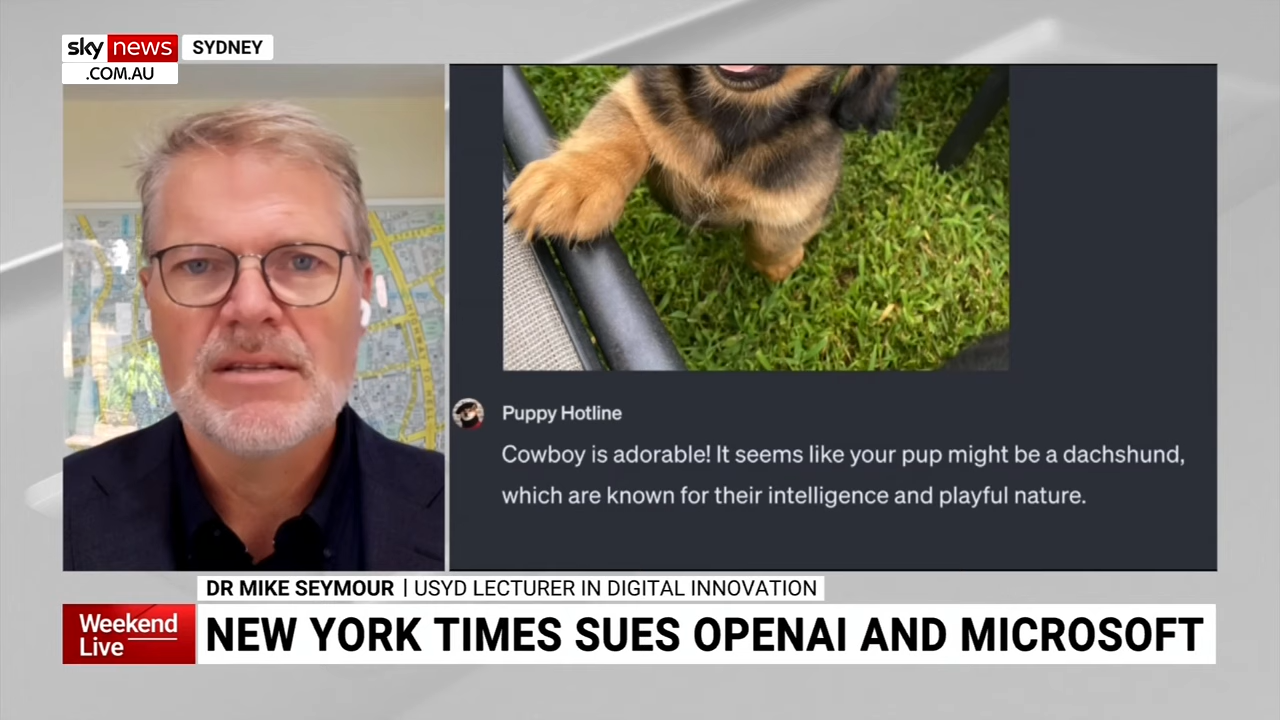 sky news
SYDNEY
.COM.AU
Puppy Hotline
Cowboy is adorable! It seems like your pup might be a dachshund,
which are known for their intelligence and playful nature.
DR MIKE SEYMOUR | USYD LECTURER IN DIGITAL INNOVATION
Weekend
Live
NEW YORK TIMES SUES OPENAI AND MICROSOFT